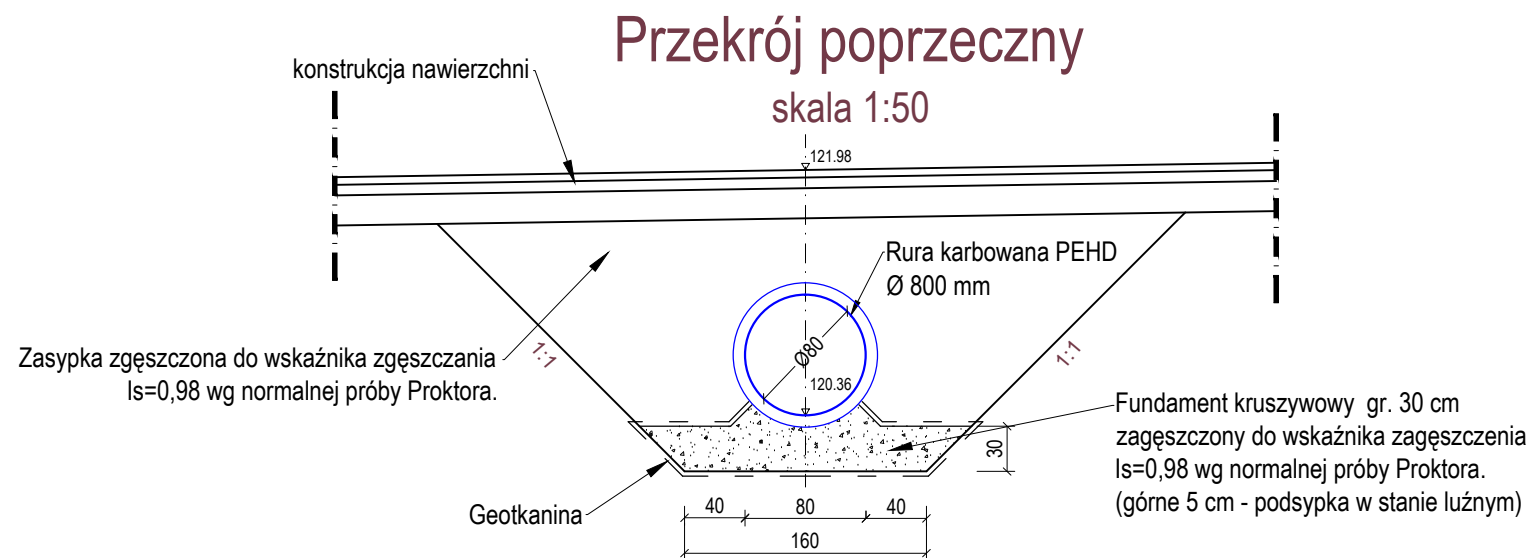 Przekrój poprzeczny
skala 1:50
konstrukcja nawierzchni
121.98
Rura karbowana PEHD
Ø 800 mm
Zasypka zgęszczona do wskaźnika zgęszczania
Is=0,98 wg normalnej próby Proktora.
1:1
1:1
Ø80
120.36
Fundament kruszywowy gr. 30 cm
zagęszczony do wskaźnika zagęszczenia
Is=0,98 wg normalnej próby Proktora.
(górne 5 cm - podsypka w stanie luźnym)
30
Geotkanina
40
80
40
160